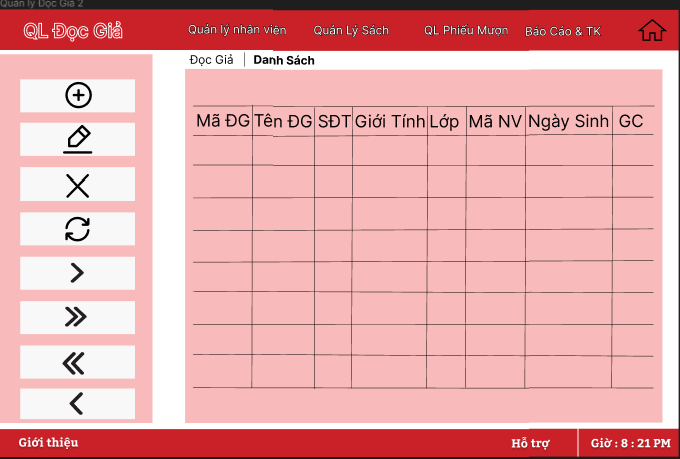 Quản lý Độc Giả 2
QL Đọc Giả
Quản lý nhân viên
Quản Lý Sách
QL Phiếu Mượn
Báo Cáo & TK
Đọc Giả | Danh Sách
Mã ĐG Tên ĐG SĐT Giới Tính Lớp Mã NV Ngày Sinh GC
Giới thiệu
Hỗ trợ
Giờ : 8 : 21 PM